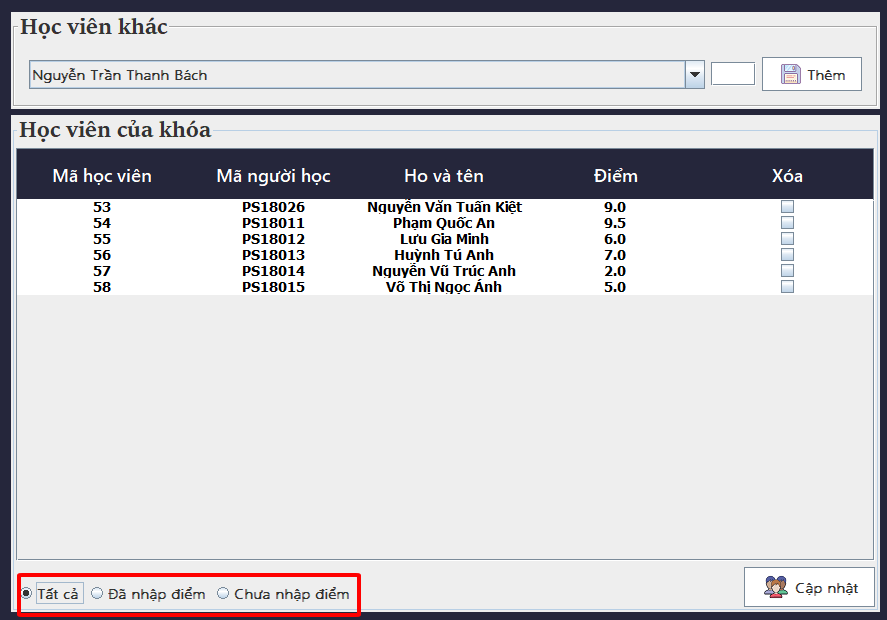 Học viên khác
Nguyễn Trần Thanh Bách Thêm
Học viên của khóa
Mã học viên Mã người học Ho và tên Điểm Xóa
53 PS18026 Nguyễn Văn Tuấn Kiệt 9.0
54 PS18011 Phạm Quốc An 9.5
55 PS18012 Lưu Gia Minh 6.0
56 PS18013 Huỳnh Tú Anh 7.0
57 PS18014 Nguyễn Vũ Trúc Anh 2.0
58 PS18015 Võ Thị Ngọc Ánh 5.0
Tất cả Đã nhập điểm Chưa nhập điểm Cập nhật